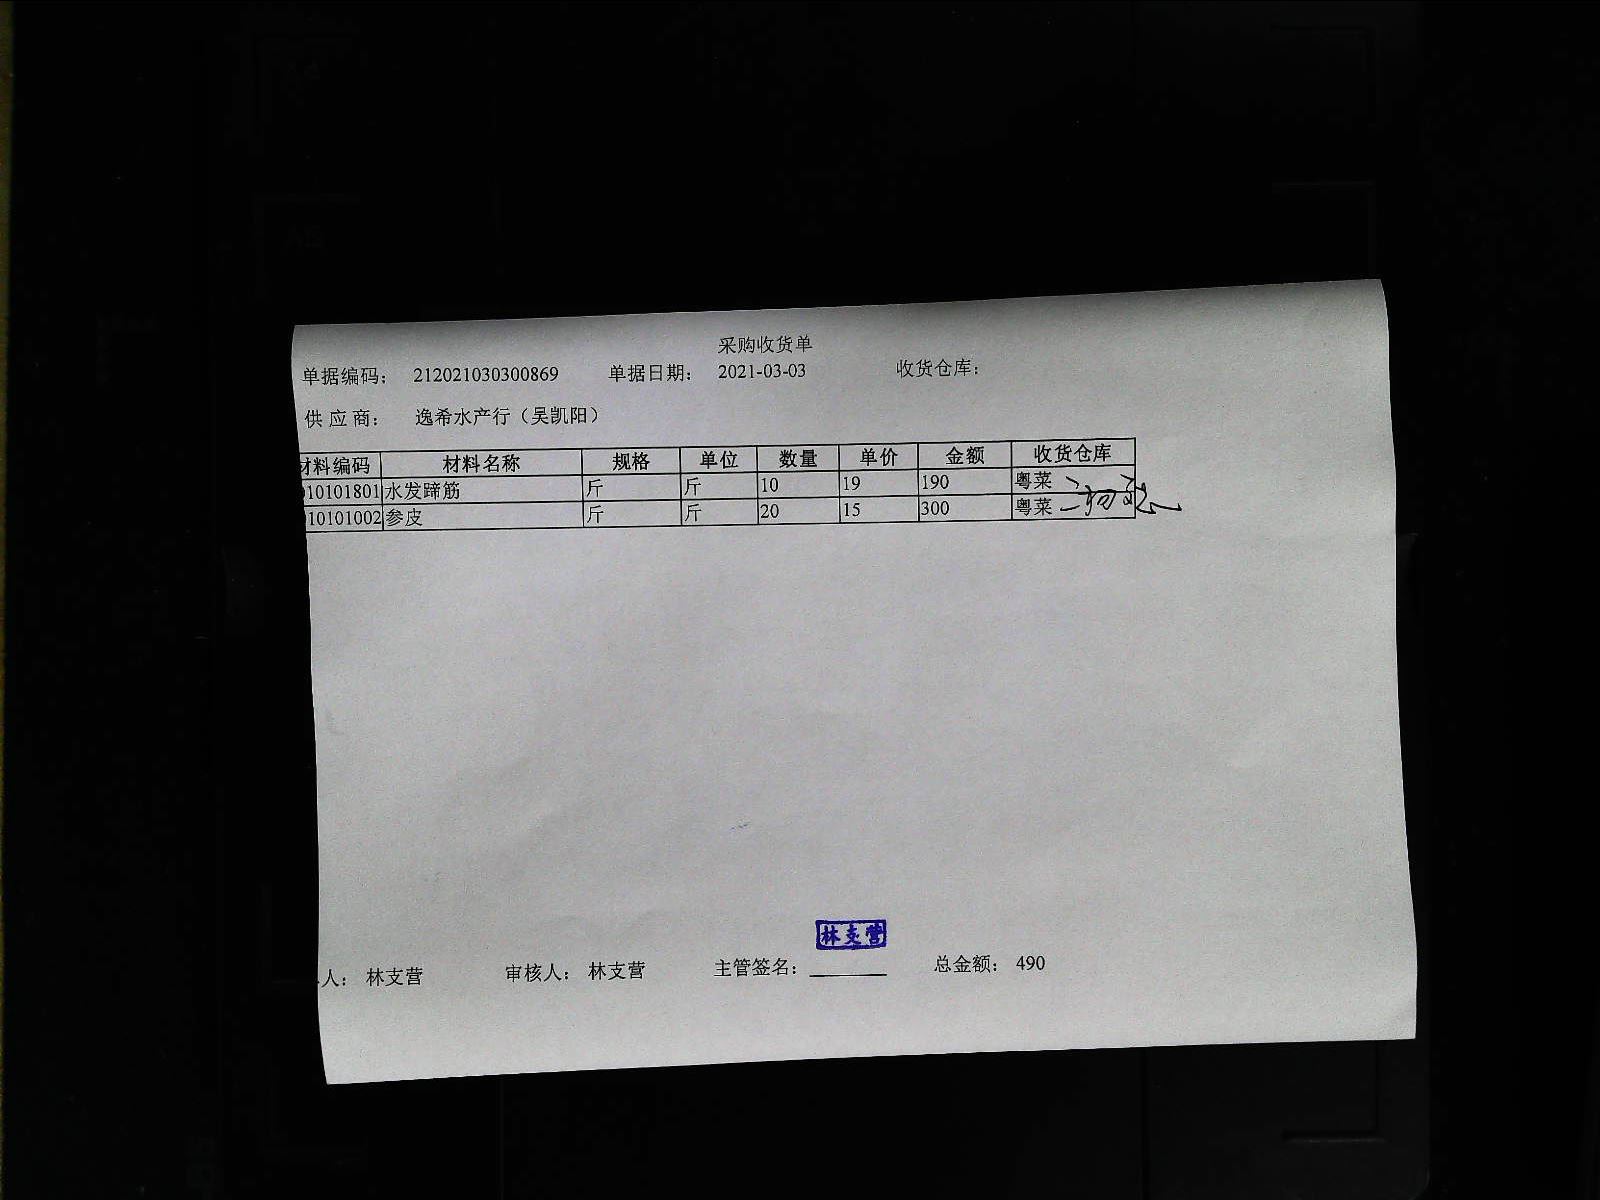 采购收货单
单据编码： 212021030300869 单据日期： 2021-03-03 收货仓库：
供应商： 逸希水产行（吴凯阳）
材料编码 材料名称 规格 单位 数量 单价 金额 收货仓库
10101801 水发蹄筋 斤 斤 10 19 190 粤菜
10101002 参皮 斤 斤 20 15 300 粤菜
林支营
人： 林支营 审核人： 林支营 主管签名： 总金额： 490